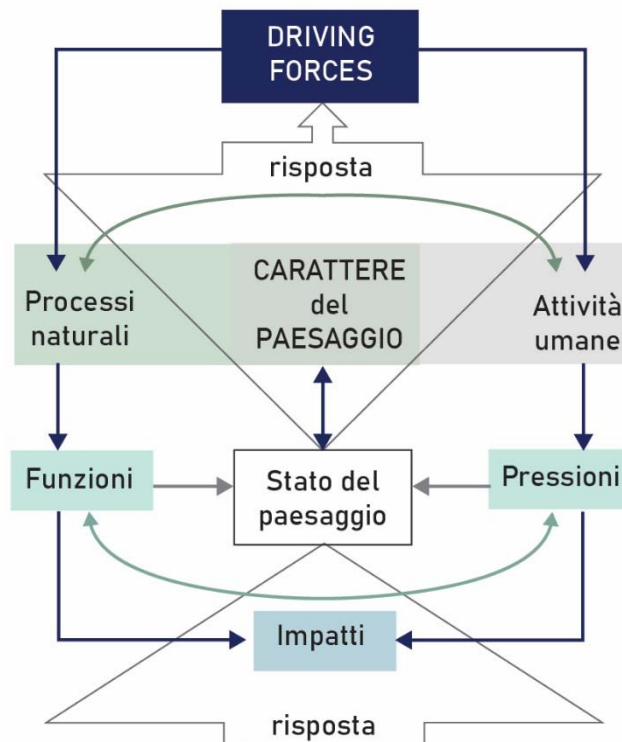 DRIVING
FORCES
risposta
Processi
naturali
CARATTERE
del
PAESAGGIO
Attività
umane
Funzioni
Stato del
paesaggio
Pressioni
Impatti
risposta